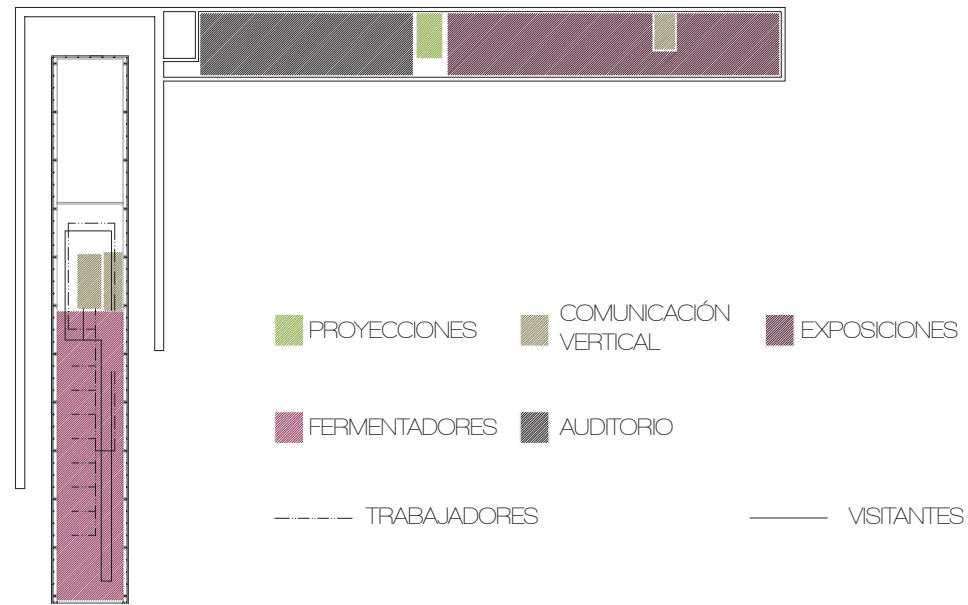 PROYECCIONES
COMUNICACIÓN
VERTICAL
EXPOSICIONES
FERMENTADORES
AUDITORIO
TRABAJADORES
VISITANTES